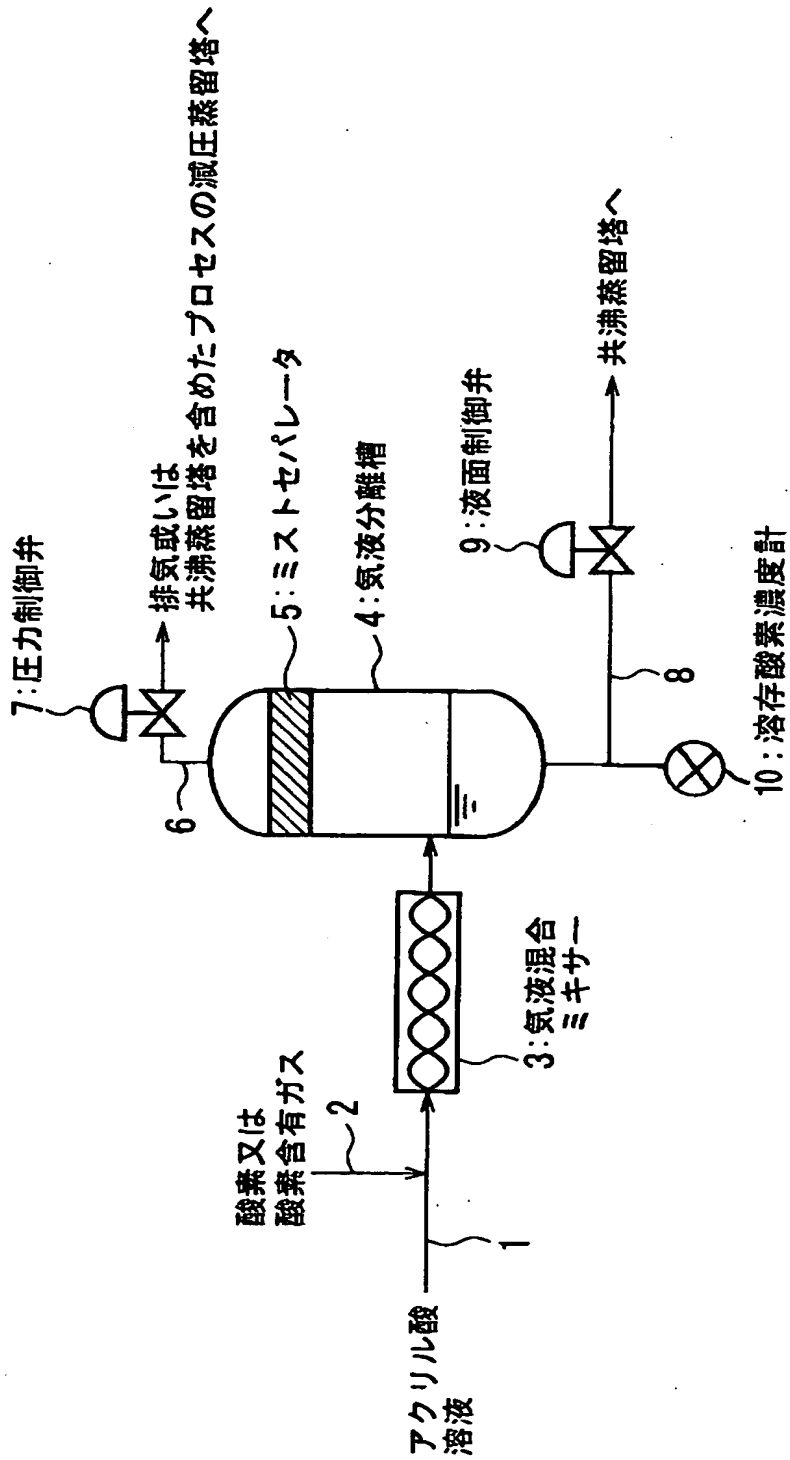 7:圧力制御弁
排気或いは
共沸蒸留塔を含めたプロセスの減圧蒸留塔へ
6
5:ミストセパレータ
4:気液分離槽
9:液面制御弁
共沸蒸留塔へ
8
10:溶存酸素濃度計
酸素又は
酸素含有ガス
2
3:気液混合
ミキサー
1
アクリル酸
溶液